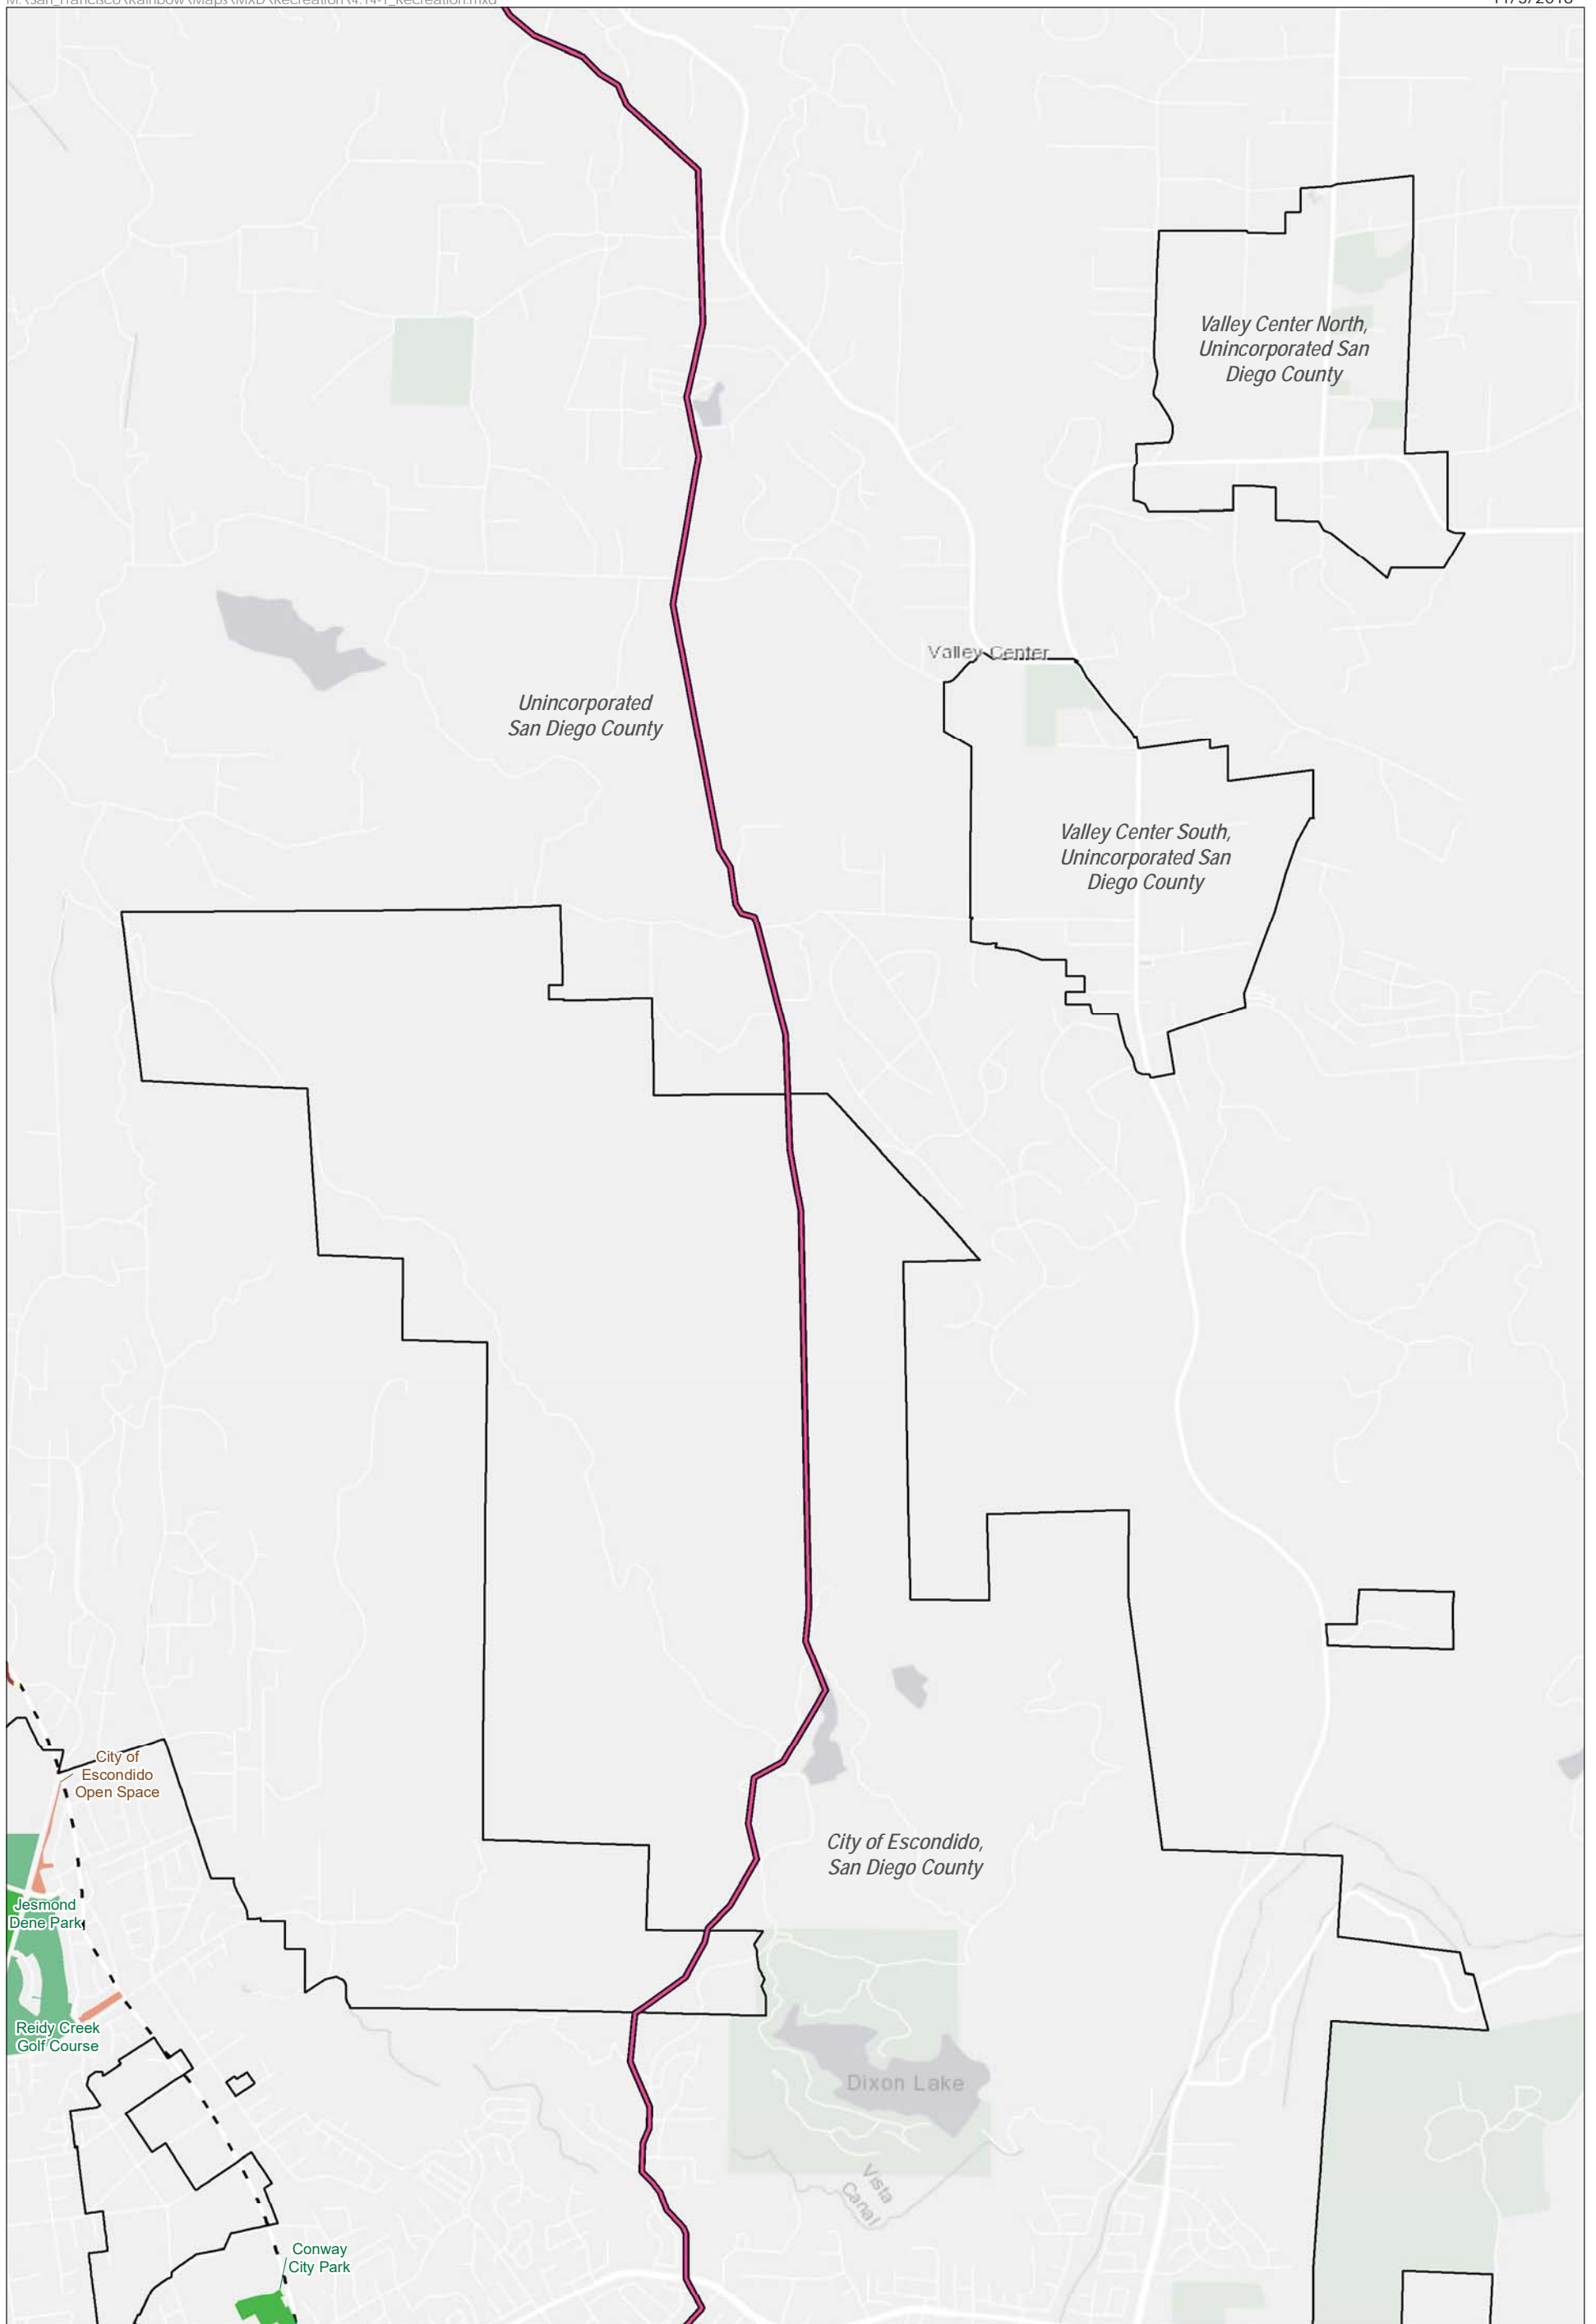 Valley Center North,
Unincorporated San
Diego County
Valley Center
Unincorporated
San Diego County
Valley Center South,
Unincorporated San
Diego County
City of
Escondido
Open Space
City of Escondido,
San Diego County
Jesmond
Dene Park
Reidy Creek
Golf Course
Dixon Lake
Vista
Canal
Conway
City Park